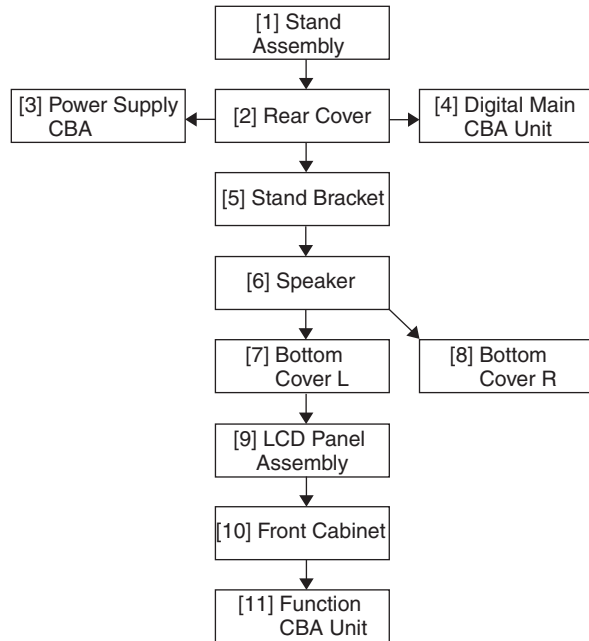 [1] Stand
Assembly
[3] Power Supply
CBA
[2] Rear Cover
[4] Digital Main
CBA Unit
[5] Stand Bracket
[6] Speaker
[7] Bottom
Cover L
[8] Bottom
Cover R
[9] LCD Panel
Assembly
[10] Front Cabinet
[11] Function
CBA Unit